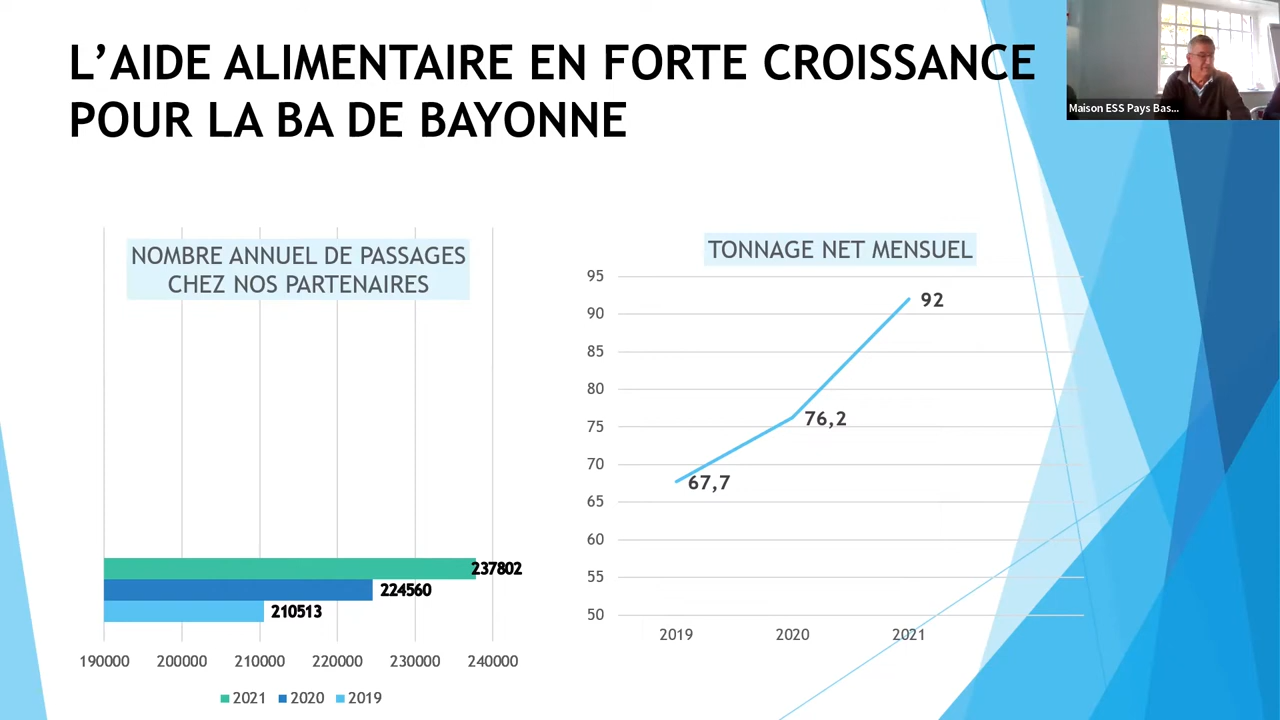 L’AIDE ALIMENTAIRE EN FORTE CROISSANCE
POUR LA BA DE BAYONNE
Maison ESS Pays Bas...
NOMBRE ANNUEL DE PASSAGES
CHEZ NOS PARTENAIRES
237802
224560
210513
190000 200000 210000 220000 230000 240000
2021 2020 2019
TONNAGE NET MENSUEL
95
90
85
80
75
70
65
60
55
50
92
76,2
67,7
2019 2020 2021